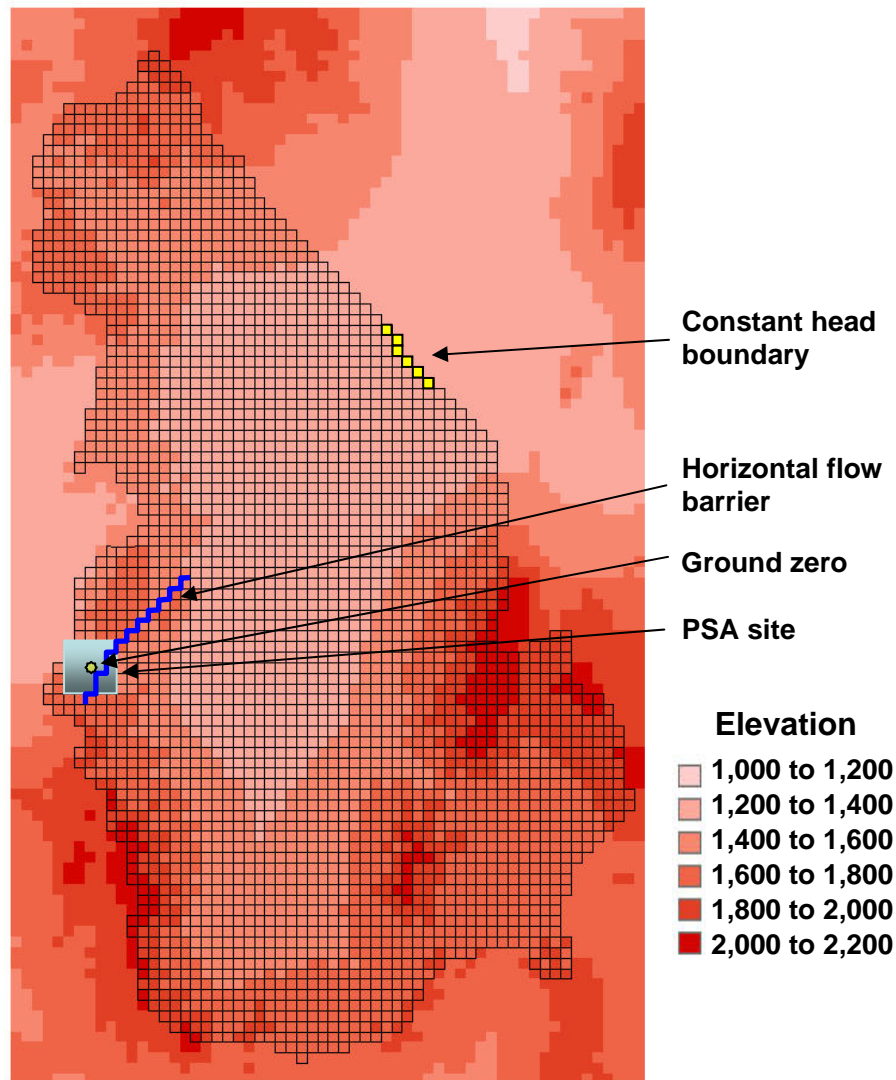 Constant head
boundary
Horizontal flow
barrier
Ground zero
PSA site
Elevation
1,000 to 1,200
1,200 to 1,400
1,400 to 1,600
1,600 to 1,800
1,800 to 2,000
2,000 to 2,200